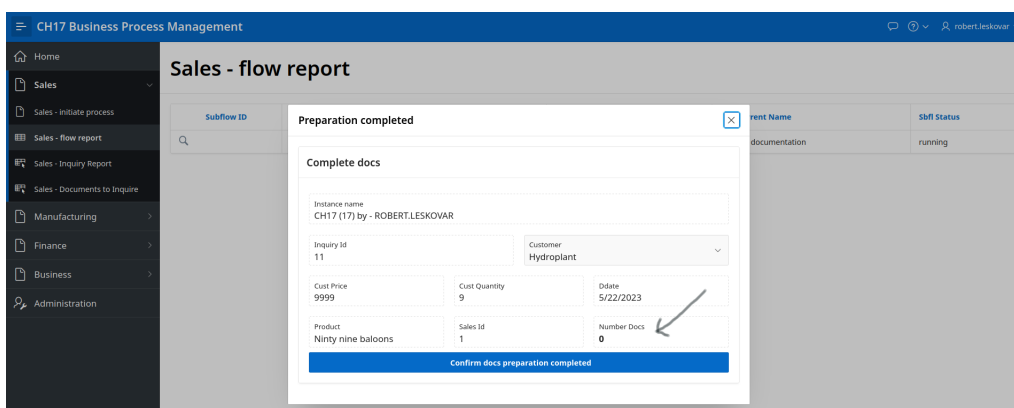 CH17 Business Process Management
robert.leskovar
Home
Sales
Sales - initiate process
Sales - flow report
Sales - Inquiry Report
Sales - Documents to Inquire
Manufacturing
Finance
Business
Administration
Sales - flow report
Subflow ID
rent Name
Sbfl Status
documentation
running
Preparation completed
Complete docs
Instance name
CH17 (17) by - ROBERT.LESKOVAR
Inquiry Id
11
Customer
Hydroplant
Cust Price
9999
Cust Quantity
9
Ddate
5/22/2023
Product
Ninty nine baloons
Sales Id
1
Number Docs
0
Confirm docs preparation completed